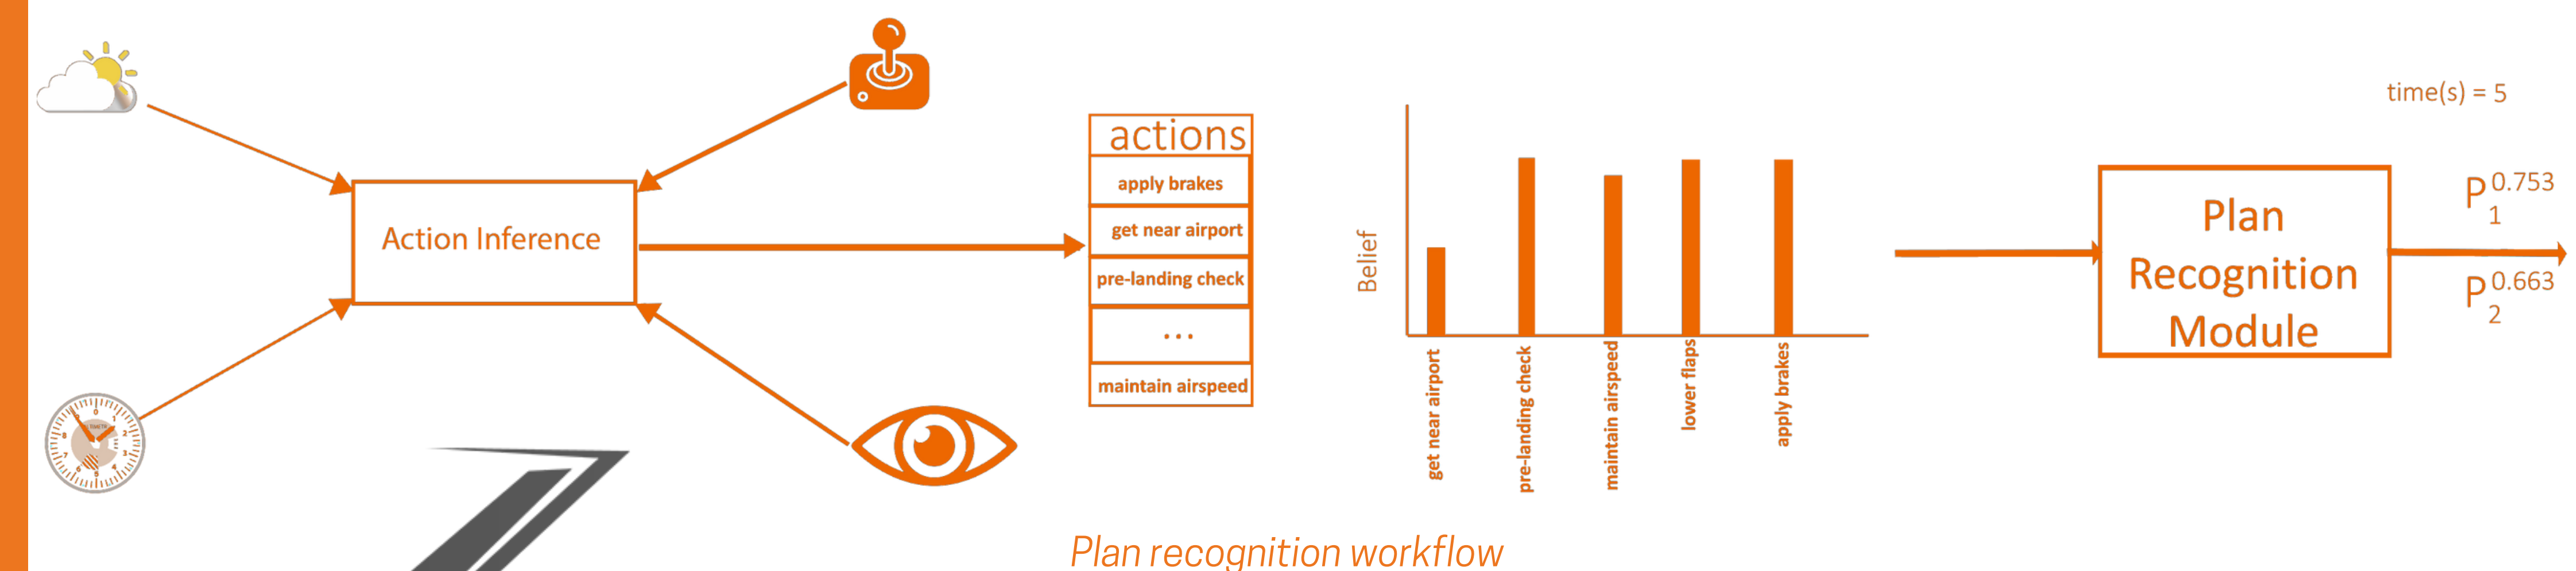 Action Inference
actions
apply brakes
get near airport
pre-landing check
...
maintain airspeed
Belief
get near airport
pre-landing check
maintain airspeed
lower flaps
apply brakes
time(s) = 5
Plan
Recognition
Module
P 0.753
1
P 0.663
2
Plan recognition workflow